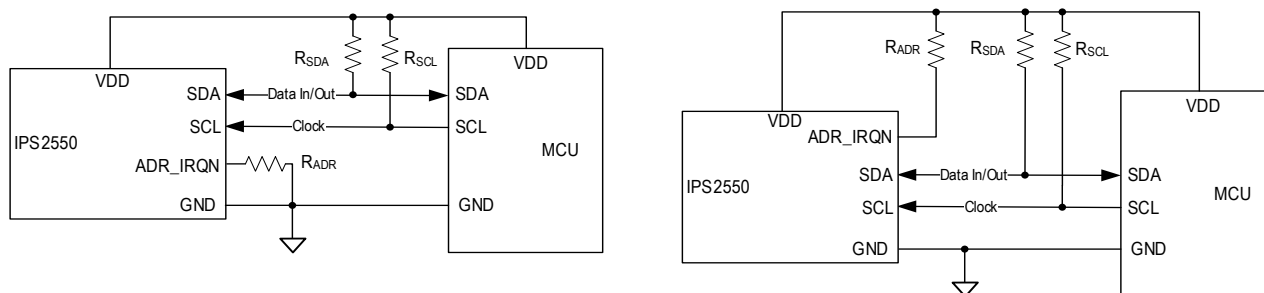 RSDA
RSCL
VDD
VDD
SDA
Data In/Out
SDA
SCL
Clock
SCL
IPS2550
MCU
ADR_IRQN
RADR
GND
GND
RADR
RSDA
RSCL
VDD
VDD
ADR_IRQN
SDA
Data In/Out
SDA
IPS2550
MCU
SCL
Clock
SCL
GND
GND